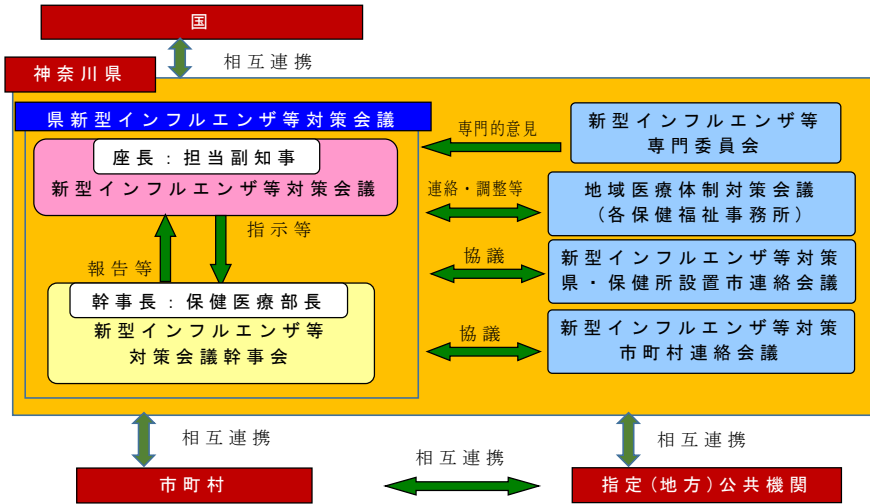 国
相互連携
神奈川県
県新型インフルエンザ等対策会議
座長：担当副知事
新型インフルエンザ等対策会議
指示等
報告等
幹事長：保健医療部長
新型インフルエンザ等
対策会議幹事会
専門的意見
新型インフルエンザ等
専門委員会
連絡・調整等
地域医療体制対策会議
（各保健福祉事務所）
協議
新型インフルエンザ等対策
県・保健所設置市連絡会議
協議
新型インフルエンザ等対策
市町村連絡会議
相互連携
相互連携
市町村
相互連携
指定(地方)公共機関